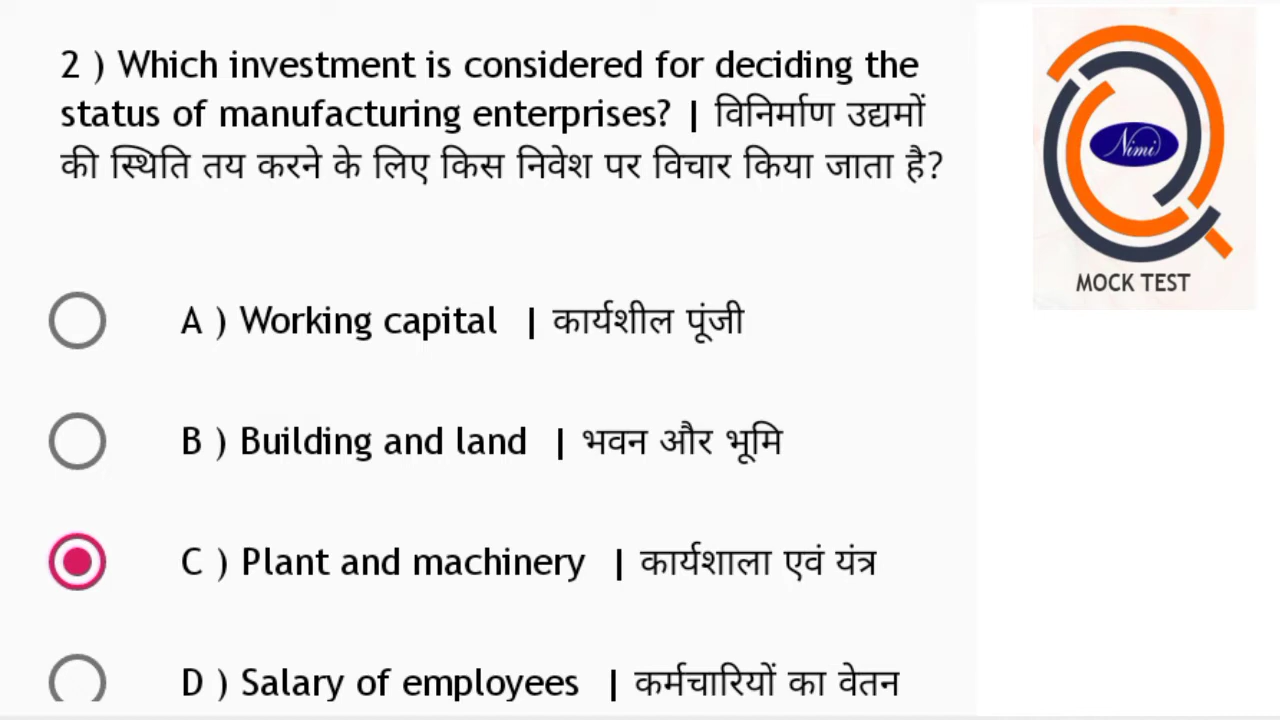 2 ) Which investment is considered for deciding the
status of manufacturing enterprises? | विनिर्माण उद्यमों
की स्थिति तय करने के लिए किस निवेश पर विचार किया जाता है?
A ) Working capital | कार्यशील पूंजी
B ) Building and land | भवन और भूमि
C ) Plant and machinery | कार्यशाला एवं यंत्र
D ) Salary of employees | कर्मचारियों का वेतन
Nimi
MOCK TEST